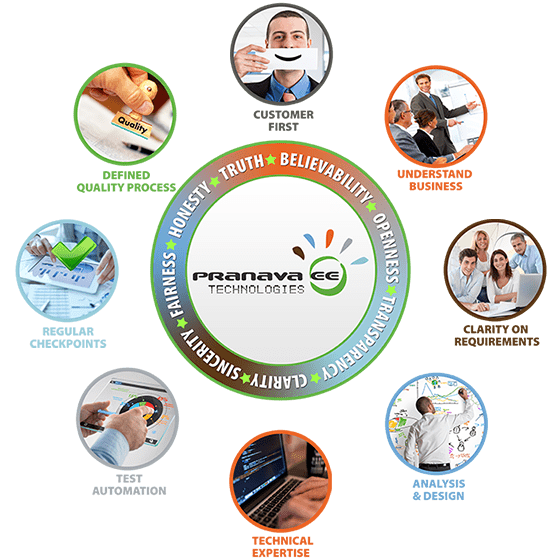 CUSTOMER
FIRST
Quality
DEFINED
QUALITY PROCESS
UNDERSTAND
BUSINESS
HONESTY ★ TRUTH ★ BELIEVABILITY ★ OPENNESS ★ TRANSPARENCY ★ CLARITY ★ SINCERITY ★ FAIRNESS ★
PRANAVA EE
TECHNOLOGIES
REGULAR
CHECKPOINTS
CLARITY ON
REQUIREMENTS
TEST
AUTOMATION
ANALYSIS
& DESIGN
TECHNICAL
EXPERTISE